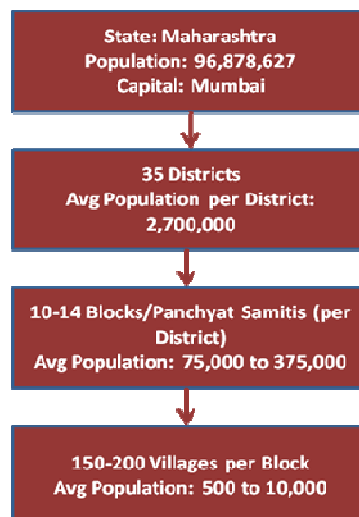 State: Maharashtra
Population: 96,878,627
Capital: Mumbai
35 Districts
Avg Population per District:
2,700,000
10-14 Blocks/Panchyat Samitis (per
District)
Avg Population: 75,000 to 375,000
150-200 Villages per Block
Avg Population: 500 to 10,000